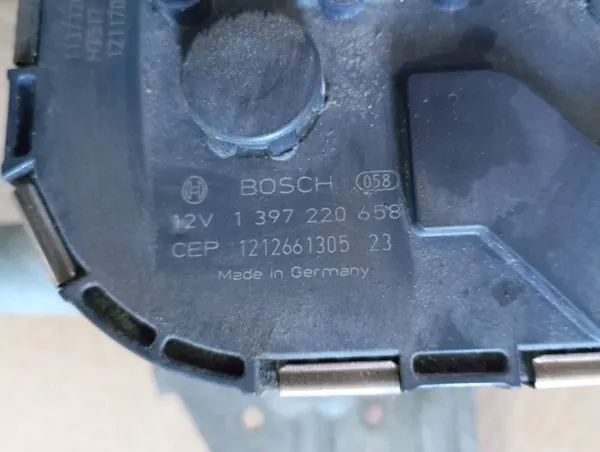 BOSCH 058
12V 1 397 220 658
CEP 1212661305 23
Made in Germany